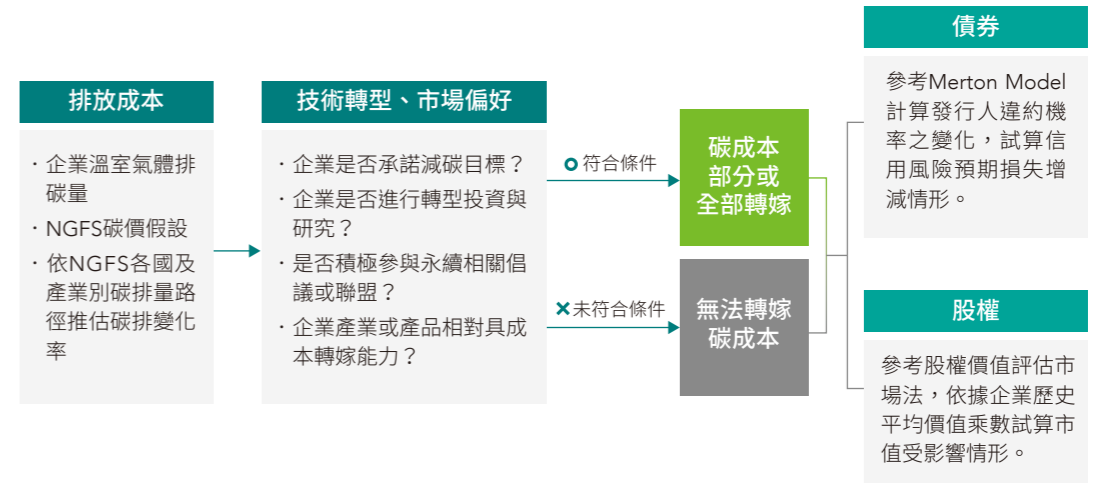 排放成本
·企業溫室氣體排
碳量
·NGFS碳價假設
·依NGFS各國及
產業別碳排量路
徑推估碳排變化
率
技術轉型、市場偏好
·企業是否承諾減碳目標？
·企業是否進行轉型投資與
研究？
·是否積極參與永續相關倡
議或聯盟？
·企業產業或產品相對具成
本轉嫁能力？
符合條件
未符合條件
碳成本
部分或
全部轉嫁
無法轉嫁
碳成本
債券
參考Merton Model
計算發行人違約機
率之變化，試算信
用風險預期損失增
減情形。
股權
參考股權價值評估市
場法，依據企業歷史
平均價值乘數試算市
值受影響情形。